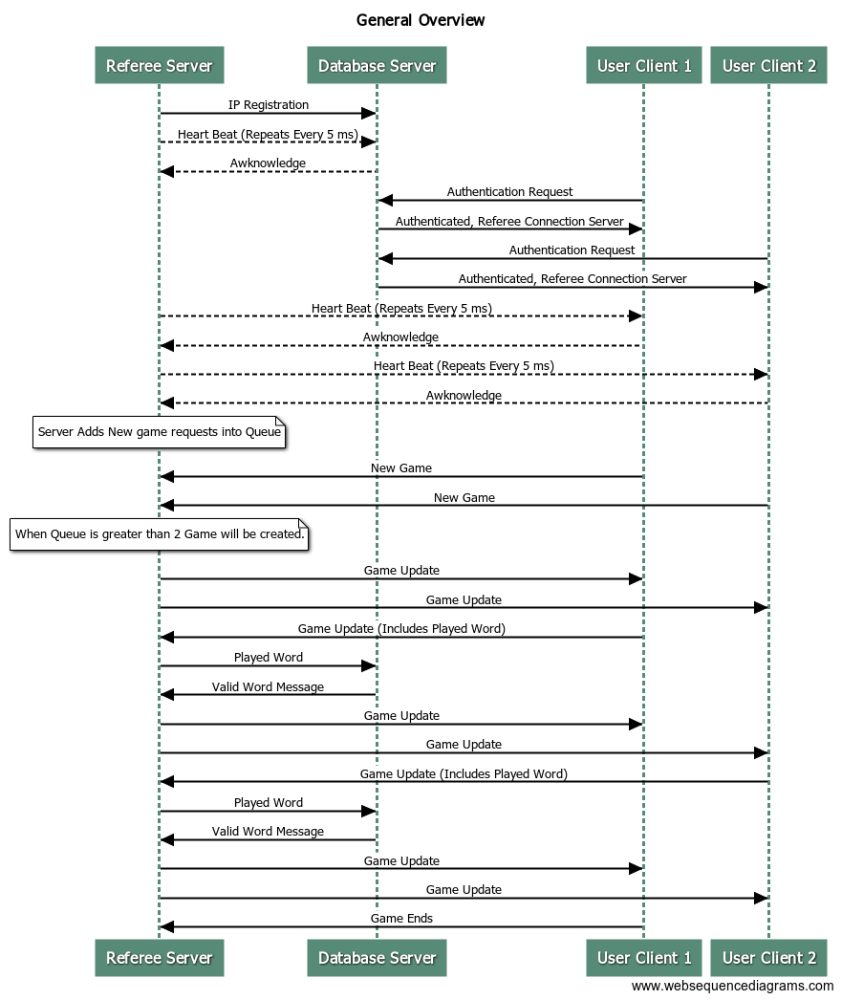 General Overview
Referee Server
Database Server
User Client 1
User Client 2
IP Registration
Heart Beat (Repeats Every 5 ms)
Awknowledge
Authentication Request
Authenticated, Referee Connection Server
Authentication Request
Authenticated, Referee Connection Server
Heart Beat (Repeats Every 5 ms)
Awknowledge
Heart Beat (Repeats Every 5 ms)
Awknowledge
Server Adds New game requests into Queue
New Game
New Game
When Queue is greater than 2 Game will be created.
Game Update
Game Update
Game Update (Includes Played Word)
Played Word
Valid Word Message
Game Update
Game Update
Game Update (Includes Played Word)
Played Word
Valid Word Message
Game Update
Game Update
Game Ends
Referee Server
Database Server
User Client 1
User Client 2
www.websequencediagrams.com